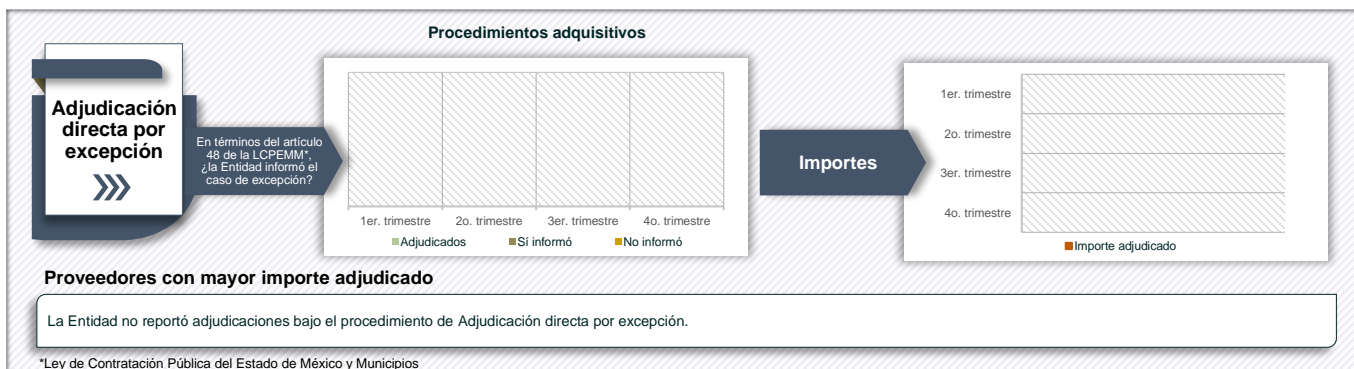 Procedimientos adquisitivos
Adjudicación
directa por
excepción
En términos del artículo
48 de la LCPEMM*,
¿la Entidad informó el
caso de excepción?
1er. trimestre 2o. trimestre 3er. trimestre 4o. trimestre
Adjudicados Sí informó No informó
Importes
1er. trimestre
2o. trimestre
3er. trimestre
4o. trimestre
Importe adjudicado
Proveedores con mayor importe adjudicado
La Entidad no reportó adjudicaciones bajo el procedimiento de Adjudicación directa por excepción.
*Ley de Contratación Pública del Estado de México y Municipios